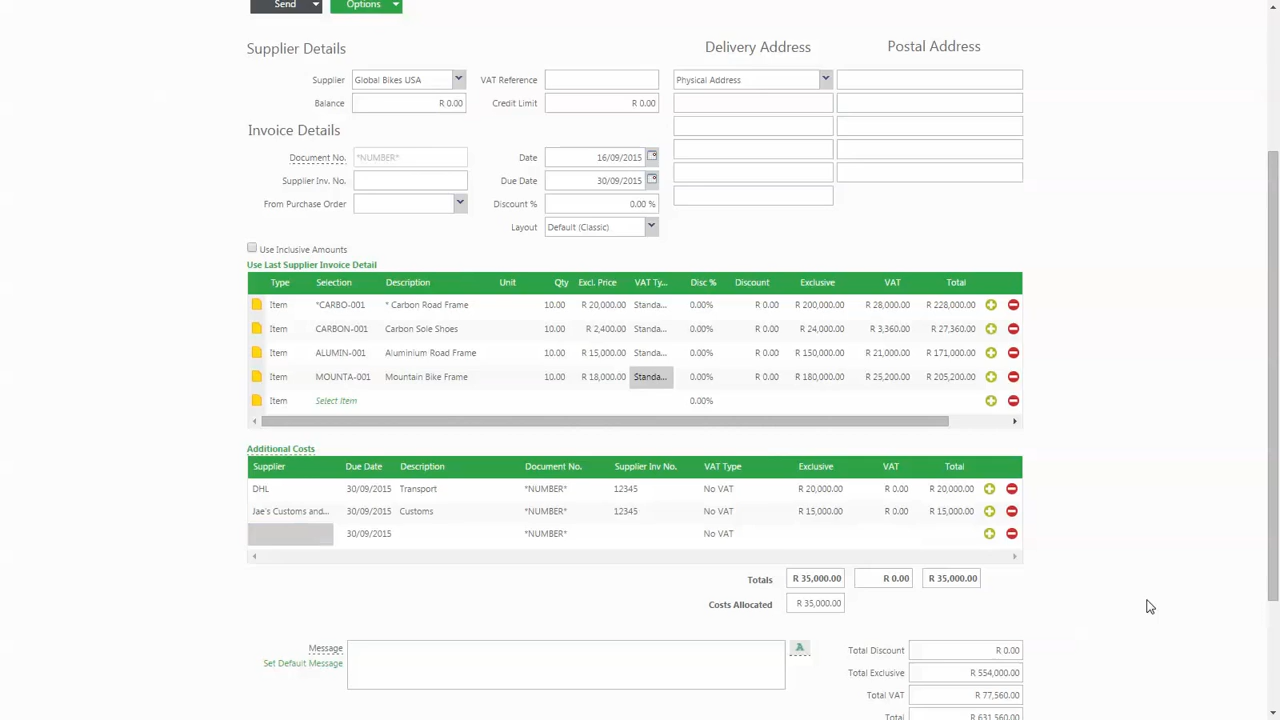 Send Options
Supplier Details Delivery Address Postal Address
Supplier Global Bikes USA VAT Reference Physical Address
Balance R 0.00 Credit Limit R 0.00
Invoice Details
Document No. *NUMBER* Date 16/09/2015
Supplier Inv. No. Due Date 30/09/2015
From Purchase Order Discount % 0.00 %
Layout Default (Classic)
Use Inclusive Amounts
Use Last Supplier Invoice Detail
Type Selection Description Unit Qty Excl. Price VAT Ty... Disc % Discount Exclusive VAT Total
Item *CARBO-001 * Carbon Road Frame 10.00 R 20,000.00 Standa... 0.00% R 0.00 R 200,000.00 R 28,000.00 R 228,000.00
Item CARBON-001 Carbon Sole Shoes 10.00 R 2,400.00 Standa... 0.00% R 0.00 R 24,000.00 R 3,360.00 R 27,360.00
Item ALUMIN-001 Aluminium Road Frame 10.00 R 15,000.00 Standa... 0.00% R 0.00 R 150,000.00 R 21,000.00 R 171,000.00
Item MOUNTA-001 Mountain Bike Frame 10.00 R 18,000.00 Standa... 0.00% R 0.00 R 180,000.00 R 25,200.00 R 205,200.00
Item Select Item 0.00%
Additional Costs
Supplier Due Date Description Document No. Supplier Inv No. VAT Type Exclusive VAT Total
DHL 30/09/2015 Transport *NUMBER* 12345 No VAT R 20,000.00 R 0.00 R 20,000.00
Jae's Customs and... 30/09/2015 Customs *NUMBER* 12345 No VAT R 15,000.00 R 0.00 R 15,000.00
30/09/2015 *NUMBER* No VAT
Totals R 35,000.00 R 0.00 R 35,000.00
Costs Allocated R 35,000.00
Message A Total Discount R 0.00
Set Default Message Total Exclusive R 554,000.00
Total VAT R 77,560.00
Total R 631,560.00